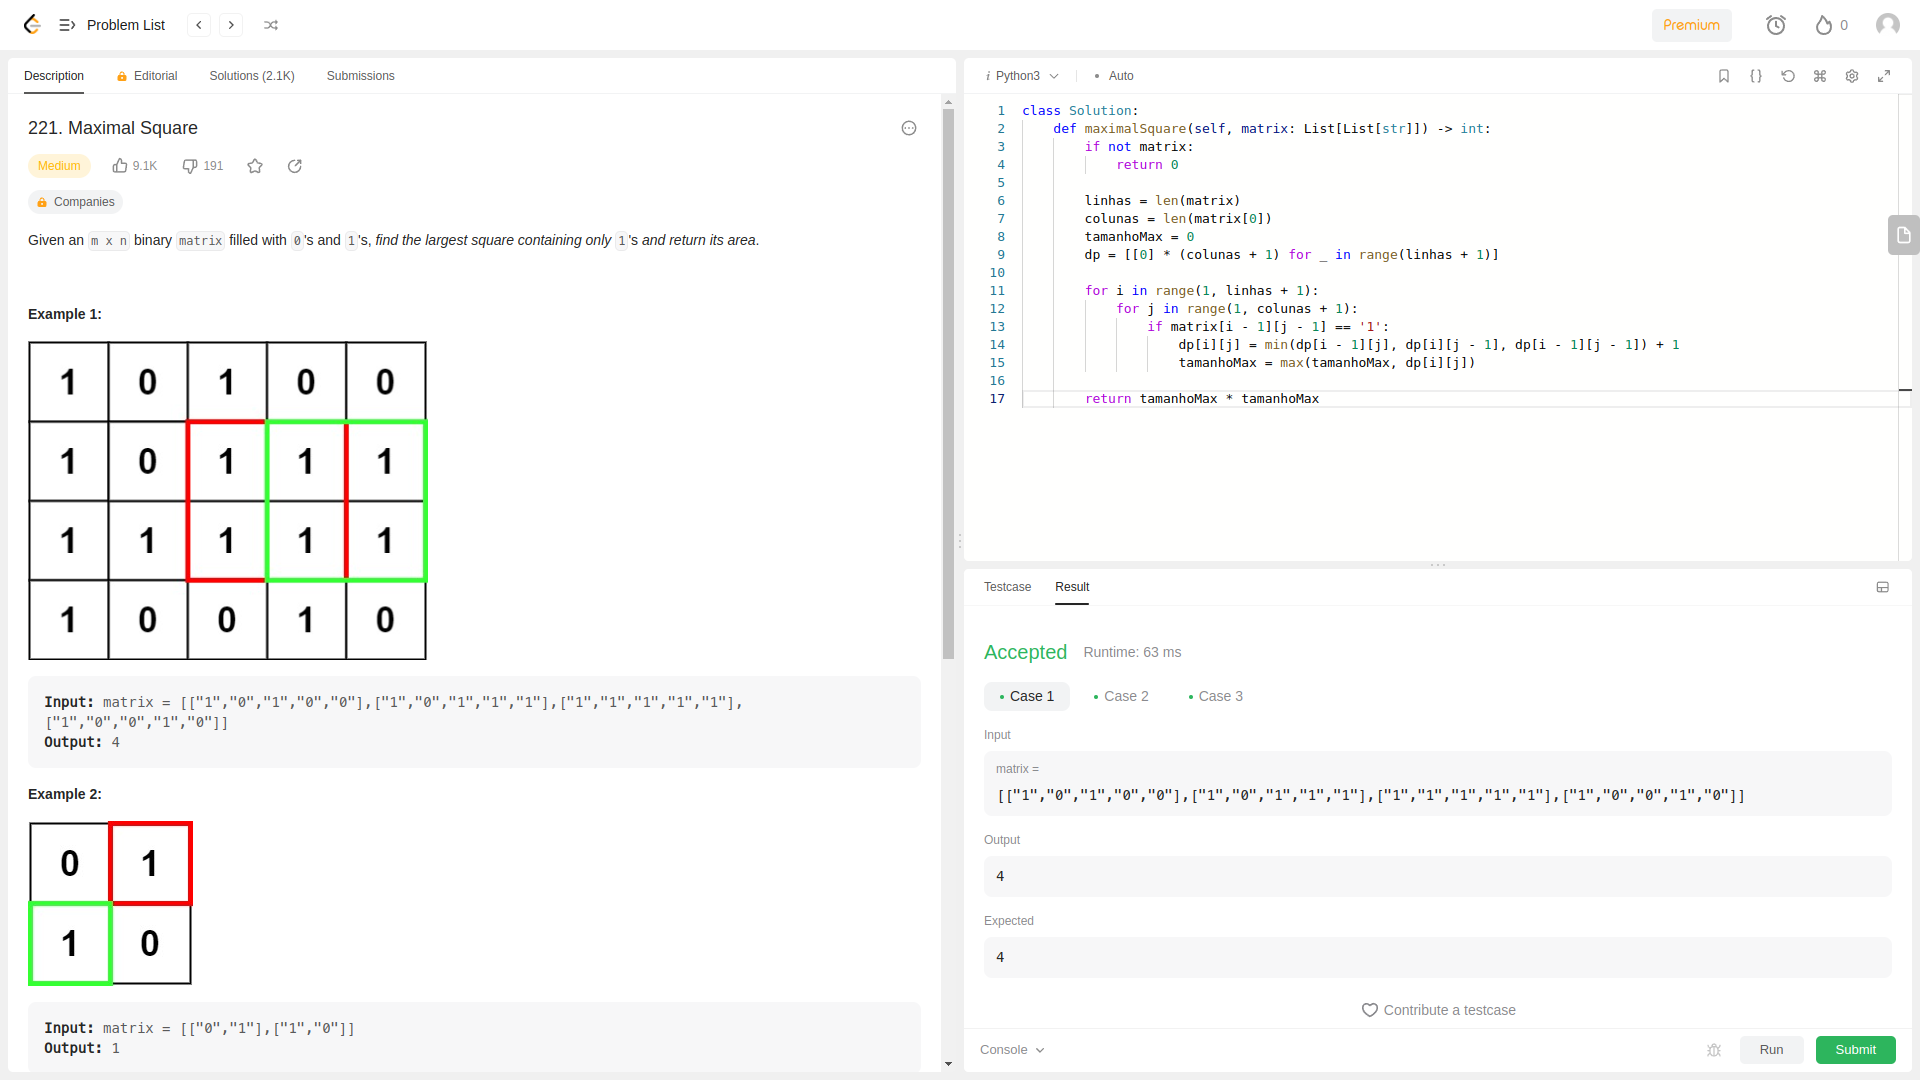 Problem List
Premium
0
Description
Editorial
Solutions (2.1K)
Submissions
221. Maximal Square
Medium
9.1K
191
Companies
Given an m x n binary matrix filled with 0's and 1's, find the largest square containing only 1's and return its area.
Example 1:
1 0 1 0 0
1 0 1 1 1
1 1 1 1 1
1 0 0 1 0
Input: matrix = [["1","0","1","0","0"],["1","0","1","1","1"],["1","1","1","1","1"],
["1","0","0","1","0"]]
Output: 4
Example 2:
0 1
1 0
Input: matrix = [["0","1"],["1","0"]]
Output: 1
i Python3
Auto
1 class Solution:
2     def maximalSquare(self, matrix: List[List[str]]) -> int:
3         if not matrix:
4             return 0
5
6         linhas = len(matrix)
7         colunas = len(matrix[0])
8         tamanhoMax = 0
9         dp = [[0] * (colunas + 1) for _ in range(linhas + 1)]
10
11         for i in range(1, linhas + 1):
12             for j in range(1, colunas + 1):
13                 if matrix[i - 1][j - 1] == '1':
14                     dp[i][j] = min(dp[i - 1][j], dp[i][j - 1], dp[i - 1][j - 1]) + 1
15                     tamanhoMax = max(tamanhoMax, dp[i][j])
16
17         return tamanhoMax * tamanhoMax
Testcase
Result
Accepted
Runtime: 63 ms
Case 1
Case 2
Case 3
Input
matrix =
[["1","0","1","0","0"],["1","0","1","1","1"],["1","1","1","1","1"],["1","0","0","1","0"]]
Output
4
Expected
4
Contribute a testcase
Console
Run
Submit